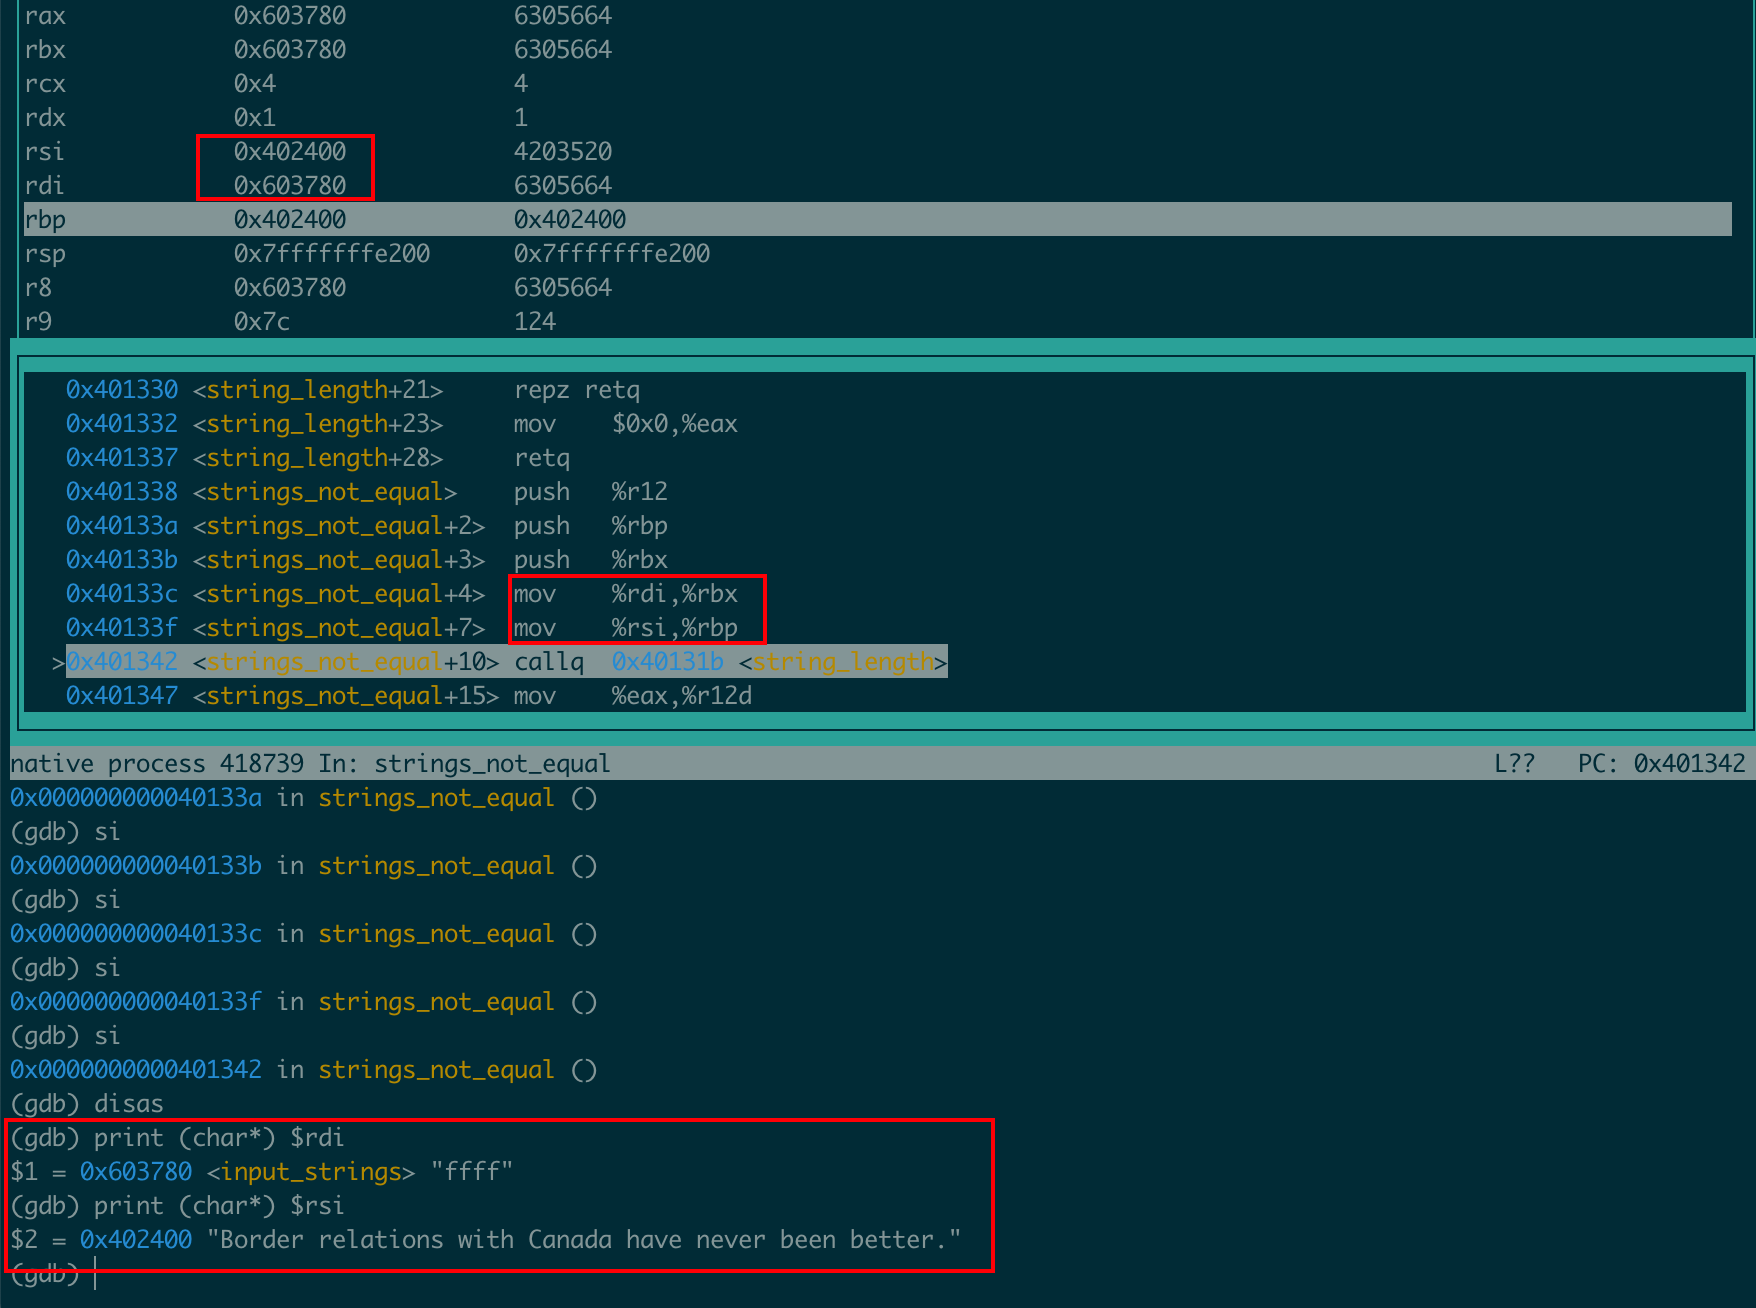 rax 0x603780 6305664
rbx 0x603780 6305664
rcx 0x4 4
rdx 0x1 1
rsi 0x402400 4203520
rdi 0x603780 6305664
rbp 0x402400 0x402400
rsp 0x7fffffffe200 0x7fffffffe200
r8 0x603780 6305664
r9 0x7c 124
0x401330 <string_length+21> repz retq
0x401332 <string_length+23> mov $0x0,%eax
0x401337 <string_length+28> retq
0x401338 <strings_not_equal> push %r12
0x40133a <strings_not_equal+2> push %rbp
0x40133b <strings_not_equal+3> push %rbx
0x40133c <strings_not_equal+4> mov %rdi,%rbx
0x40133f <strings_not_equal+7> mov %rsi,%rbp
>0x401342 <strings_not_equal+10> callq 0x40131b <string_length>
0x401347 <strings_not_equal+15> mov %eax,%r12d
native process 418739 In: strings_not_equal L?? PC: 0x401342
0x000000000040133a in strings_not_equal ()
(gdb) si
0x000000000040133b in strings_not_equal ()
(gdb) si
0x000000000040133c in strings_not_equal ()
(gdb) si
0x000000000040133f in strings_not_equal ()
(gdb) si
0x0000000000401342 in strings_not_equal ()
(gdb) disas
(gdb) print (char*) $rdi
$1 = 0x603780 <input_strings> "ffff"
(gdb) print (char*) $rsi
$2 = 0x402400 "Border relations with Canada have never been better."
(gdb)